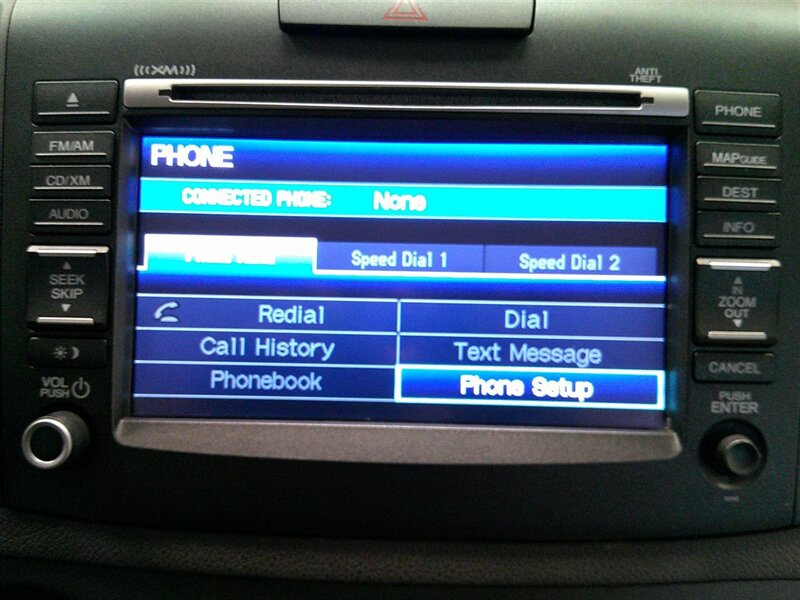 XM
ANTI
THEFT
PHONE
FM/AM
CD/XM
AUDIO
SEEK
SKIP
VOL
PUSH
PHONE
CONNECTED PHONE: None
Speed Dial 1
Speed Dial 2
Redial
Dial
Call History
Text Message
Phonebook
Phone Setup
MAP GUIDE
DEST
INFO
IN
ZOOM
OUT
CANCEL
PUSH
ENTER